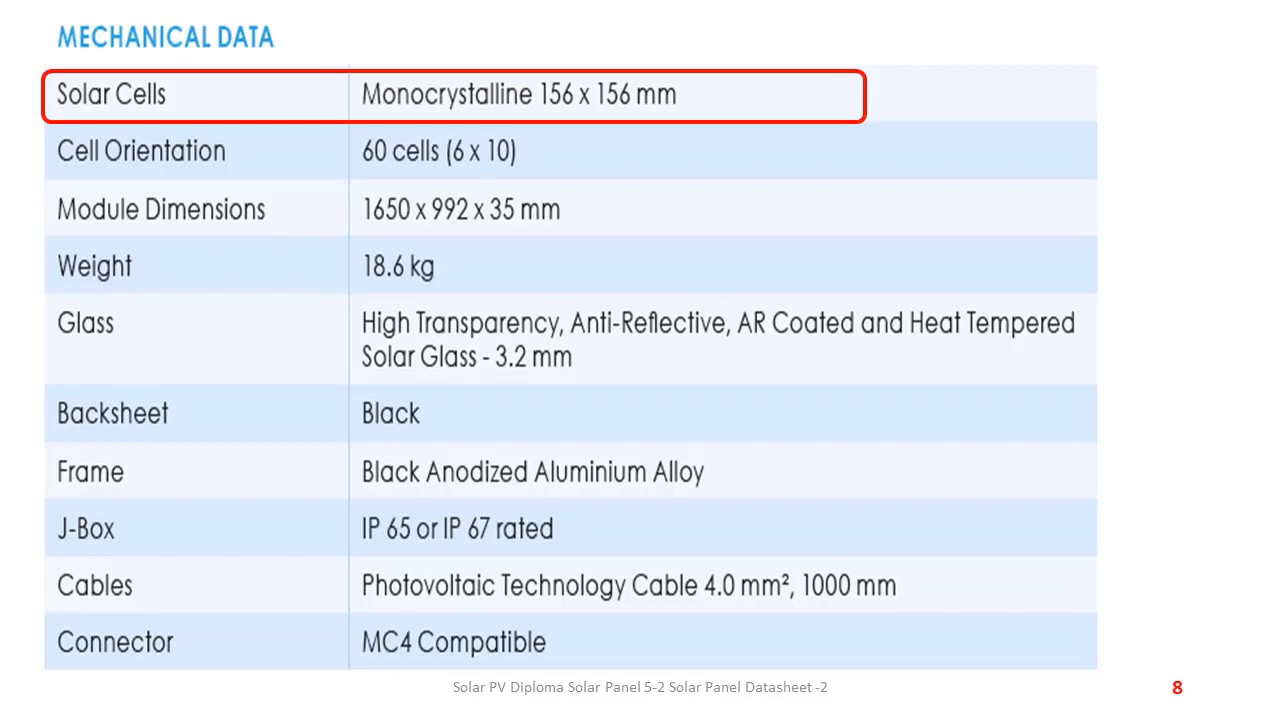 MECHANICAL DATA
Solar Cells Monocrystalline 156 x 156 mm
Cell Orientation 60 cells (6 x 10)
Module Dimensions 1650 x 992 x 35 mm
Weight 18.6 kg
Glass High Transparency, Anti-Reflective, AR Coated and Heat Tempered
Solar Glass - 3.2 mm
Backsheet Black
Frame Black Anodized Aluminium Alloy
J-Box IP 65 or IP 67 rated
Cables Photovoltaic Technology Cable 4.0 mm², 1000 mm
Connector MC4 Compatible
Solar PV Diploma Solar Panel 5-2 Solar Panel Datasheet -2
8